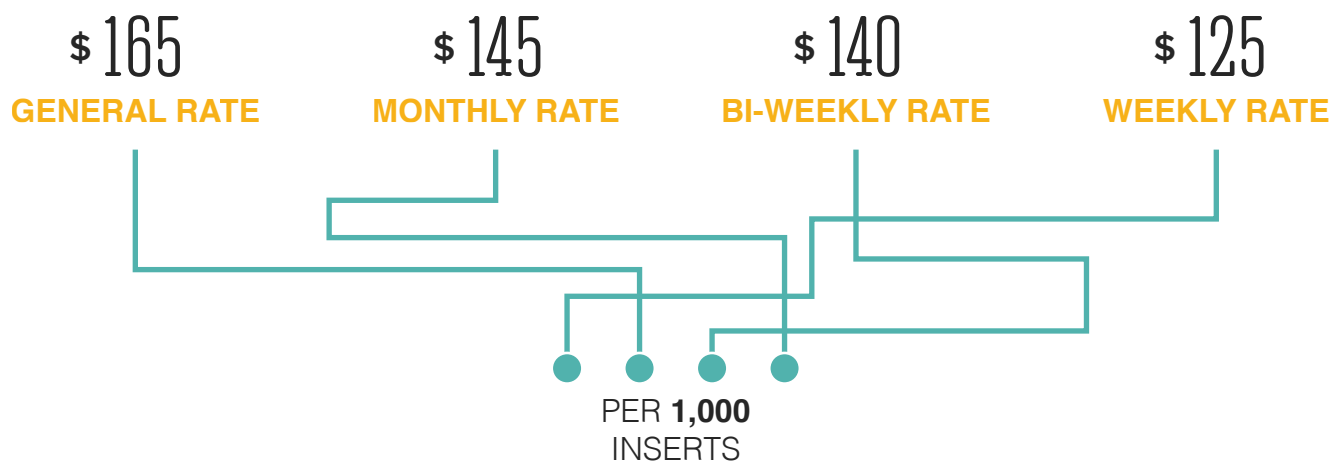 $ 165
GENERAL RATE
$ 145
MONTHLY RATE
$ 140
BI-WEEKLY RATE
$ 125
WEEKLY RATE
PER 1,000
INSERTS